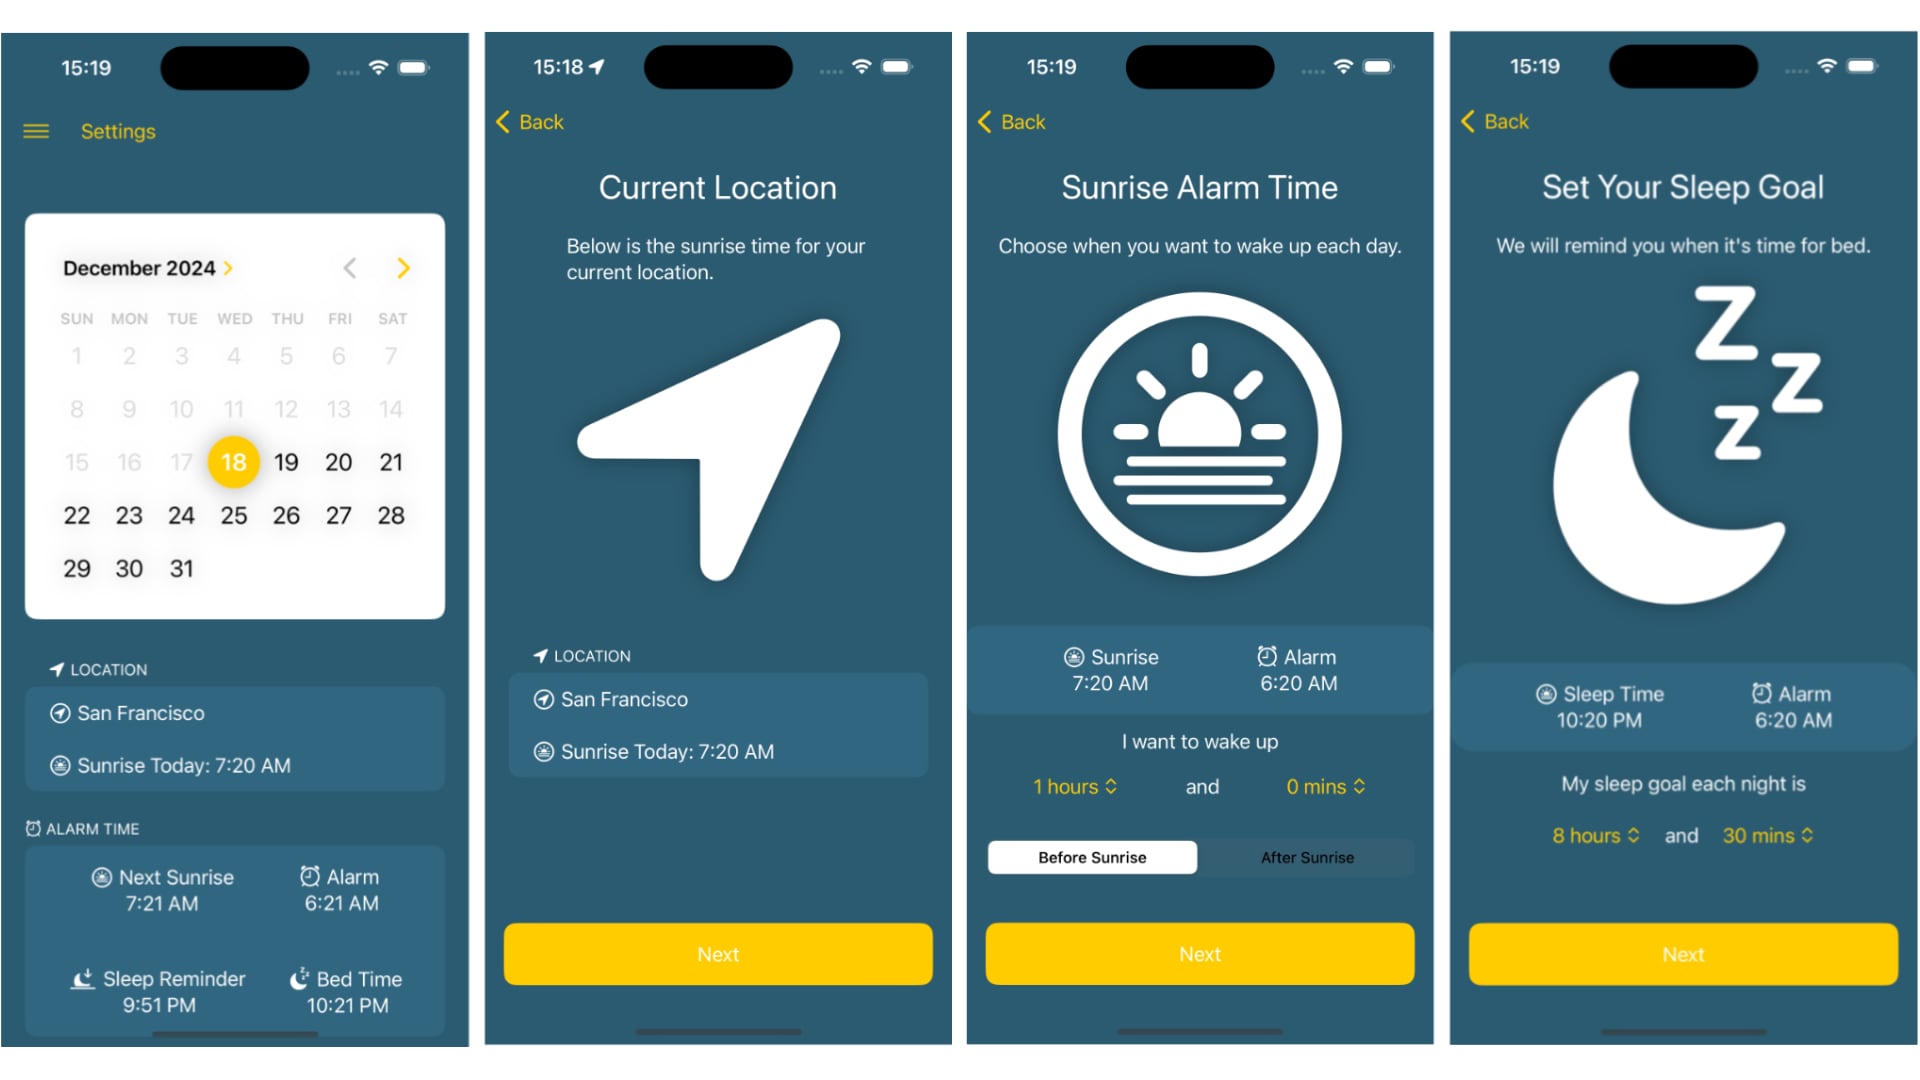 15:19
Settings
December 2024
SUN MON TUE WED THU FRI SAT
1 2 3 4 5 6 7
8 9 10 11 12 13 14
15 16 17 18 19 20 21
22 23 24 25 26 27 28
29 30 31
LOCATION
San Francisco
Sunrise Today: 7:20 AM
ALARM TIME
Next Sunrise
7:21 AM
Alarm
6:21 AM
Sleep Reminder
9:51 PM
Bed Time
10:21 PM
15:18
Back
Current Location
Below is the sunrise time for your
current location.
LOCATION
San Francisco
Sunrise Today: 7:20 AM
Next
15:19
Back
Sunrise Alarm Time
Choose when you want to wake up each day.
Sunrise
7:20 AM
Alarm
6:20 AM
I want to wake up
1 hours and 0 mins
Before Sunrise
After Sunrise
Next
15:19
Back
Set Your Sleep Goal
We will remind you when it's time for bed.
Z
Z
Z
Sleep Time
10:20 PM
Alarm
6:20 AM
My sleep goal each night is
8 hours and 30 mins
Next